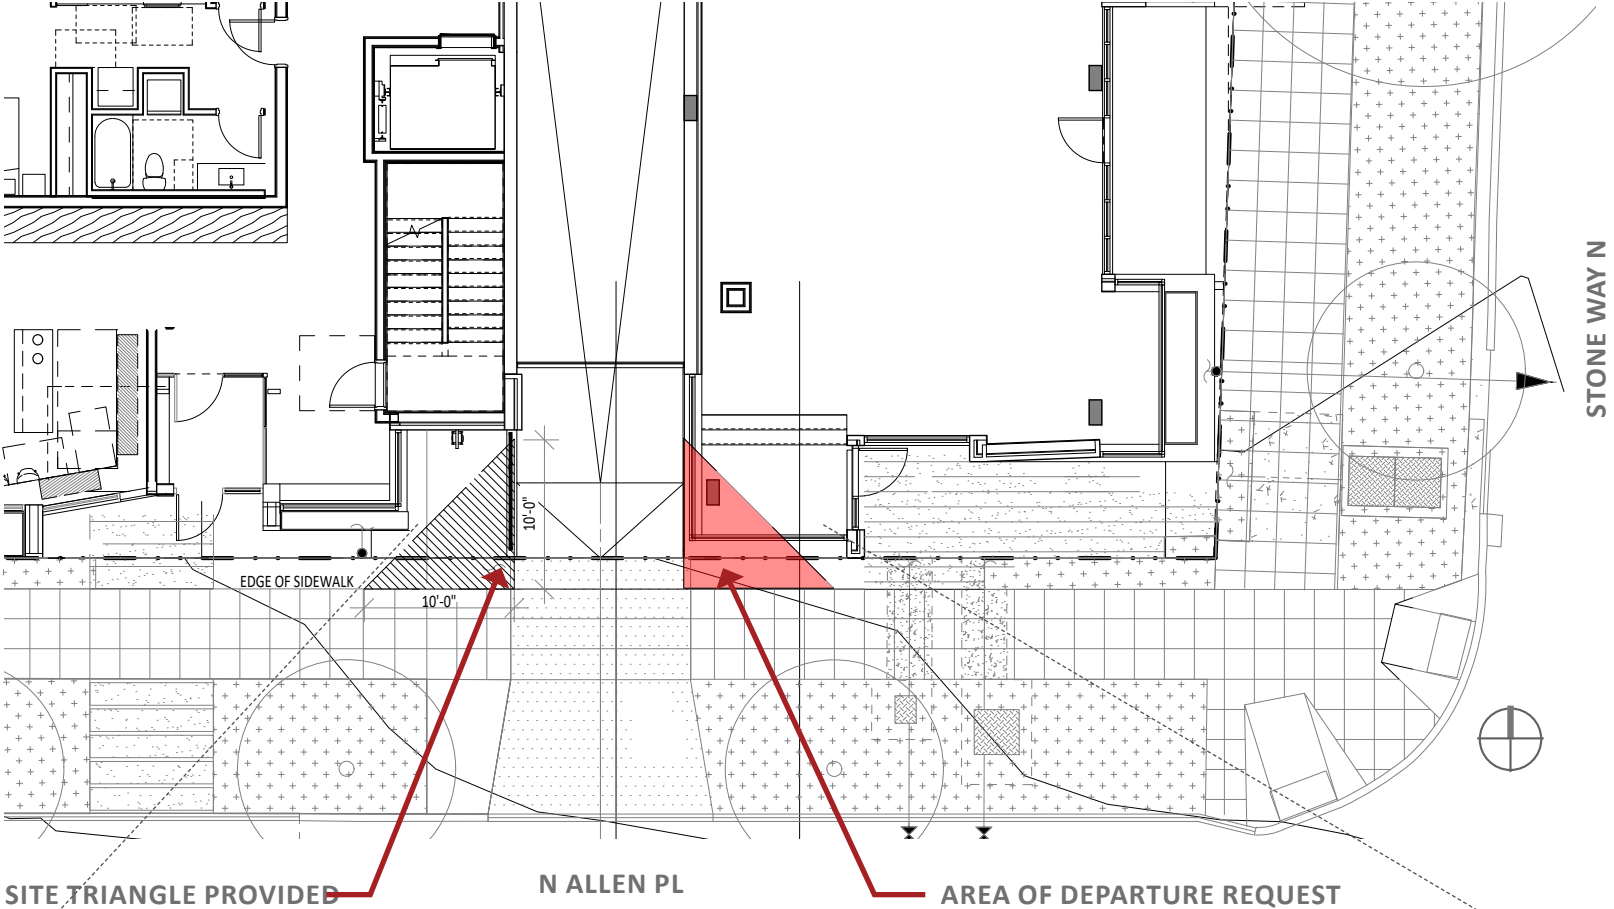 STONE WAY N
10'-0"
EDGE OF SIDEWALK
10'-0"
SITE TRIANGLE PROVIDED
N ALLEN PL
AREA OF DEPARTURE REQUEST